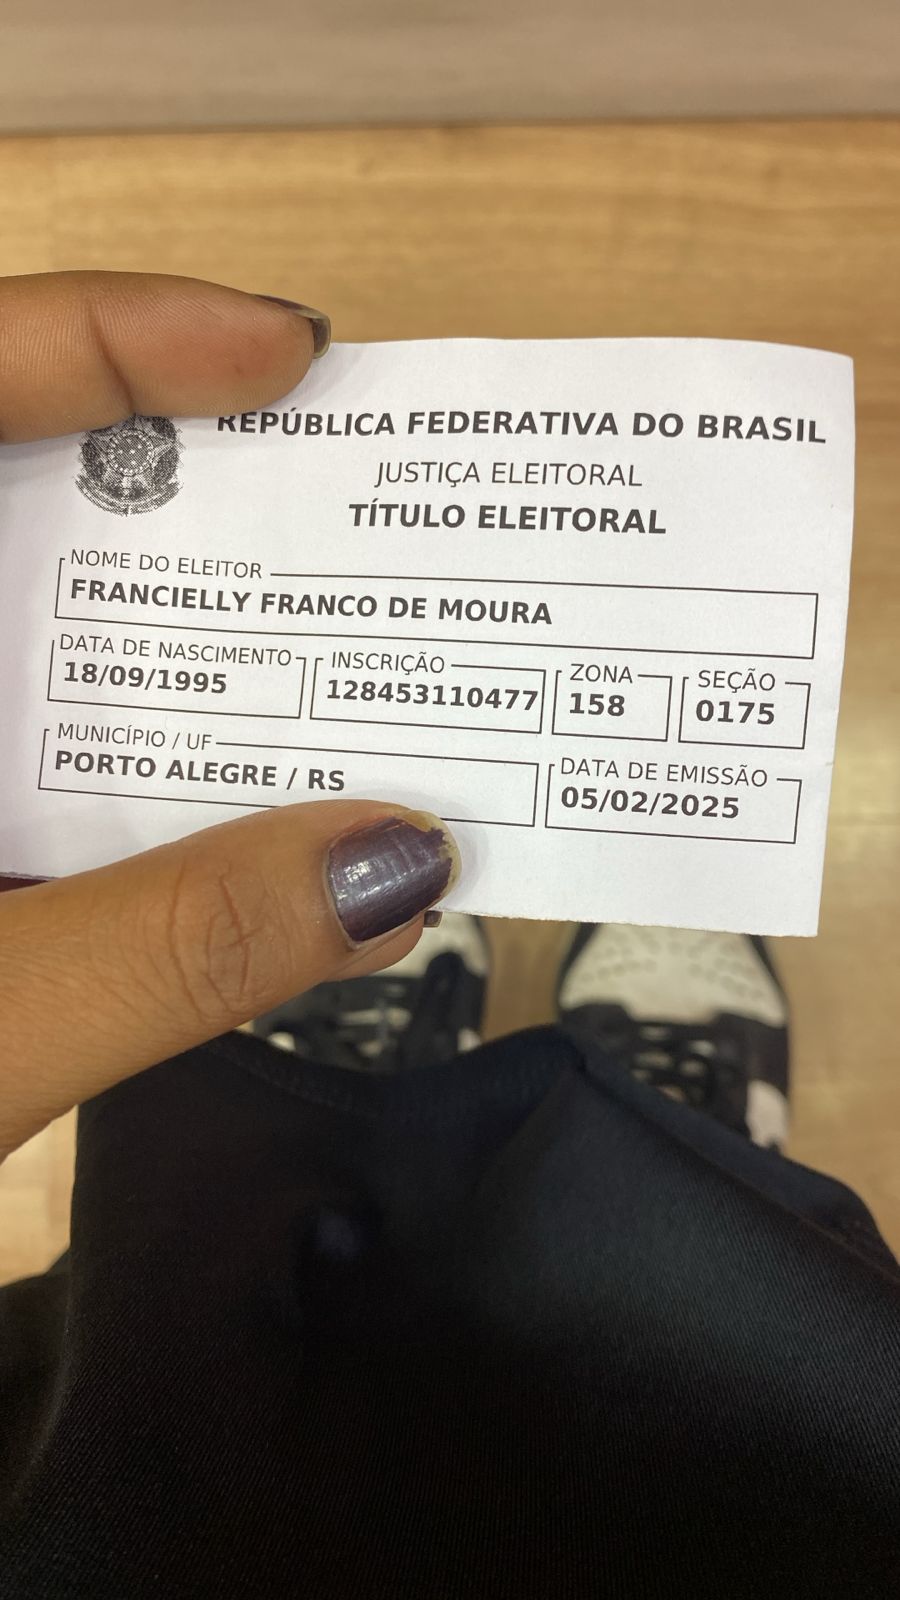 REPÚBLICA FEDERATIVA DO BRASIL
JUSTIÇA ELEITORAL
TÍTULO ELEITORAL
NOME DO ELEITOR
FRANCIELLY FRANCO DE MOURA
DATA DE NASCIMENTO INSCRIÇÃO ZONA SEÇÃO
18/09/1995 128453110477 158 0175
MUNICÍPIO / UF DATA DE EMISSÃO
PORTO ALEGRE / RS 05/02/2025